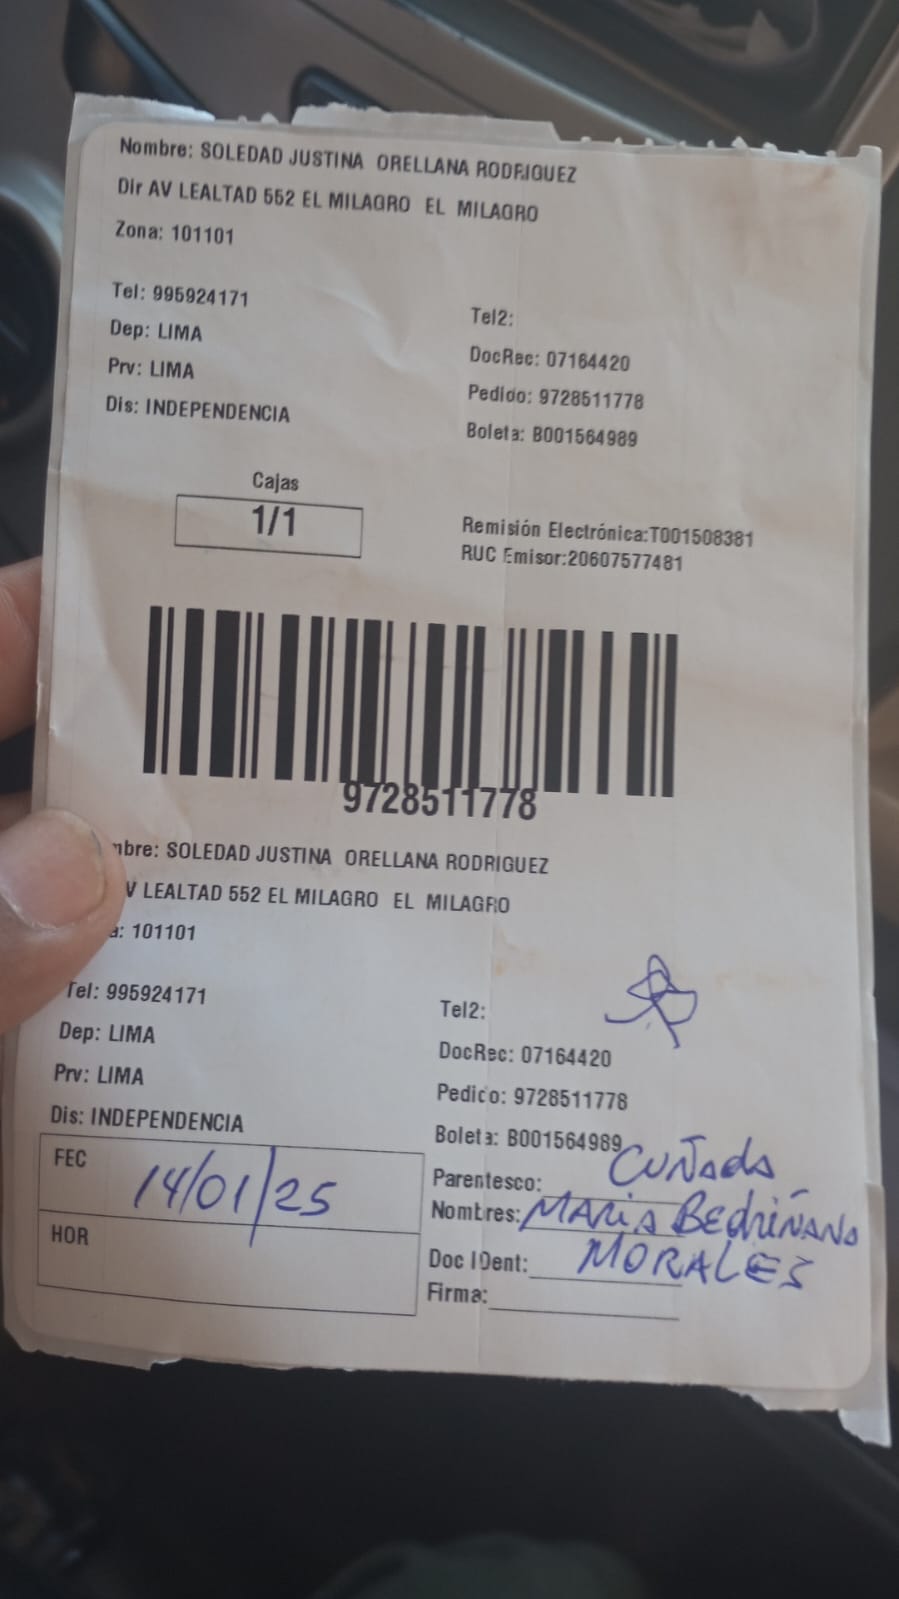 Nombre: SOLEDAD JUSTINA ORELLANA RODRIGUEZ
Dir AV LEALTAD 552 EL MILAGRO EL MILAGRO
Zona: 101101
Tel: 995924171
Tel2:
Dep: LIMA
DocRec: 07164420
Prv: LIMA
Pedido: 9728511778
Dis: INDEPENDENCIA
Boleta: B001564989
Cajas
1/1
Remisión Electrónica:T001508381
RUC Emisor:20607577481
9728511778
mbre: SOLEDAD JUSTINA ORELLANA RODRIGUEZ
V LEALTAD 552 EL MILAGRO EL MILAGRO
a: 101101
Tel: 995924171
Tel2:
Dep: LIMA
DocRec: 07164420
Prv: LIMA
Pedido: 9728511778
Dis: INDEPENDENCIA
Boleta: B001564989
FEC 14/01/25
Parentesco: CUÑADA
Nombres: MARIA BEDRIÑANA
MORALES
HOR
Doc IDent:
Firma: